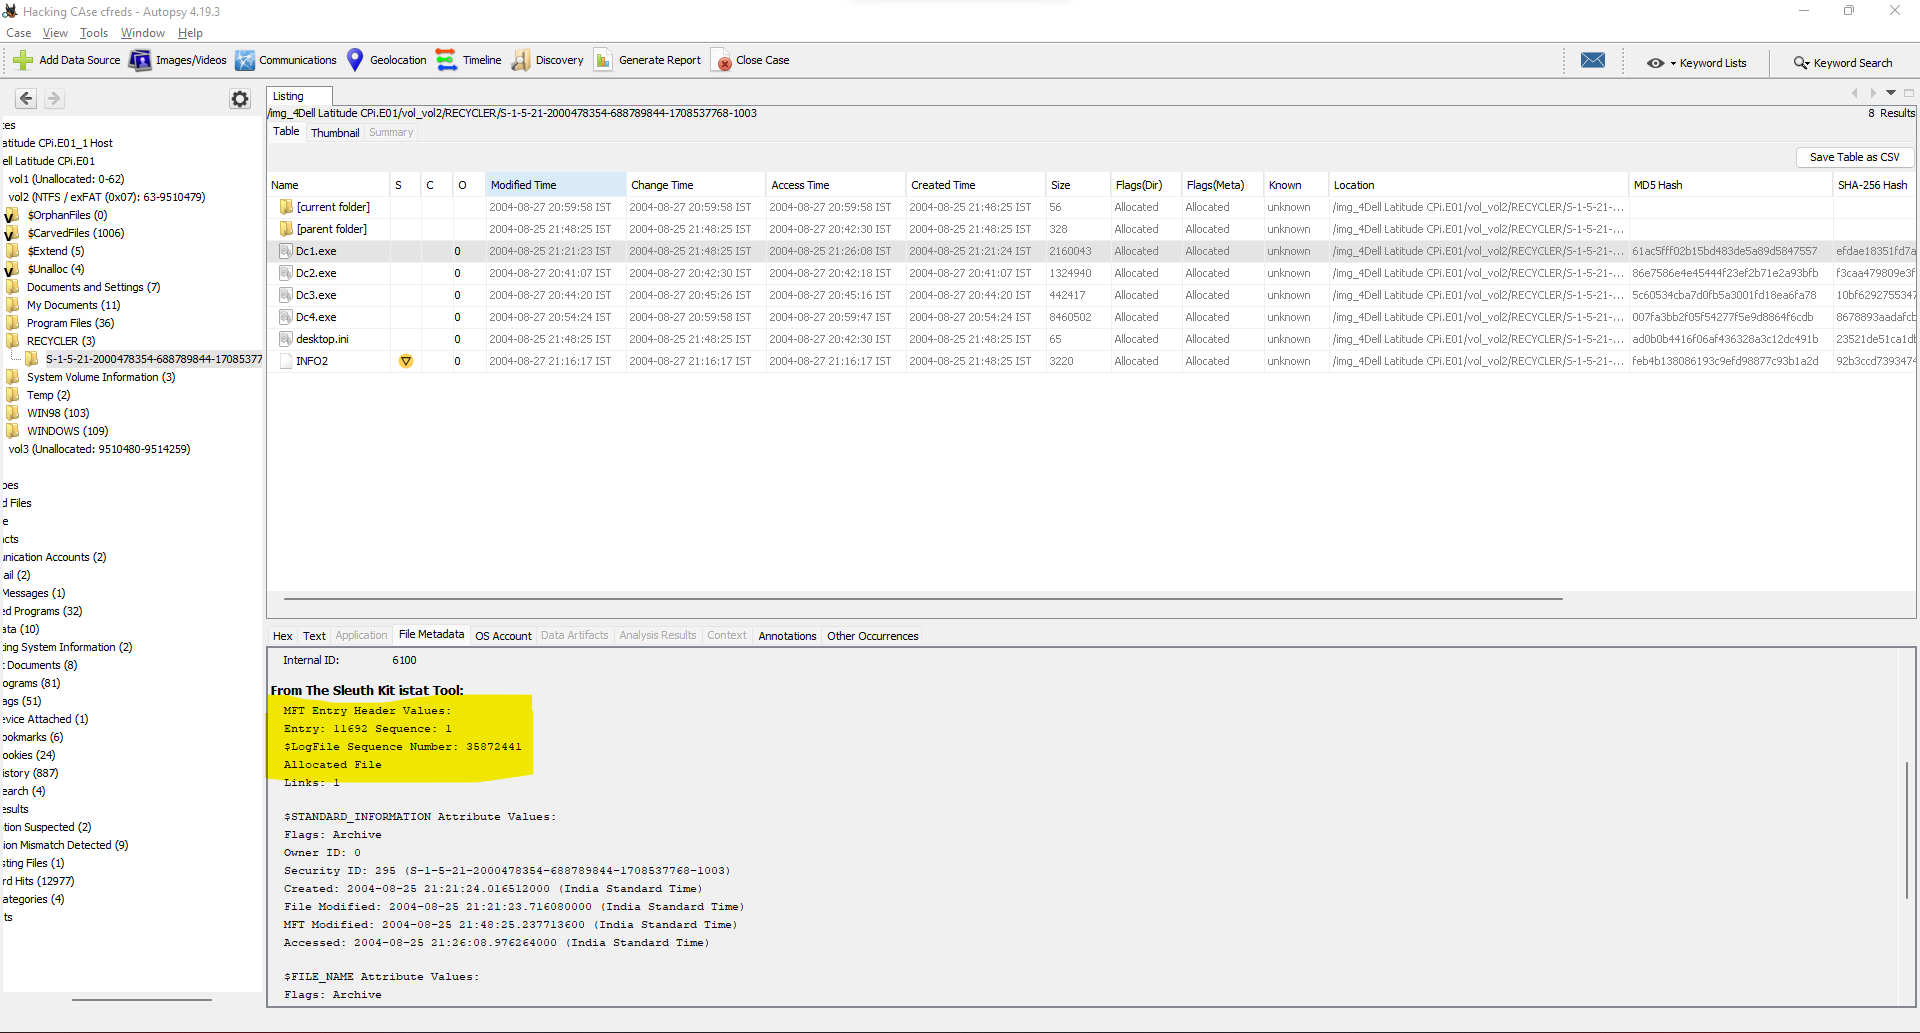 Hacking CAse cfreds - Autopsy 4.19.3
Case View Tools Window Help
Add Data Source Images/Videos Communications Geolocation Timeline Discovery Generate Report Close Case Keyword Lists Keyword Search
Listing
/img_4Dell Latitude CPi.E01/vol_vol2/RECYCLER/S-1-5-21-2000478354-688789844-1708537768-1003 8 Results
Table Thumbnail Summary
Save Table as CSV
Name S C O Modified Time Change Time Access Time Created Time Size Flags(Dir) Flags(Meta) Known Location MD5 Hash SHA-256 Hash
[current folder] 2004-08-27 20:59:58 IST 2004-08-27 20:59:58 IST 2004-08-27 20:59:58 IST 2004-08-25 21:48:25 IST 56 Allocated Allocated unknown /img_4Dell Latitude CPi.E01/vol_vol2/RECYCLER/S-1-5-21-...
[parent folder] 2004-08-25 21:48:25 IST 2004-08-25 21:48:25 IST 2004-08-27 20:42:30 IST 2004-08-25 21:48:25 IST 328 Allocated Allocated unknown /img_4Dell Latitude CPi.E01/vol_vol2/RECYCLER/S-1-5-21-...
Dc1.exe 0 2004-08-25 21:21:23 IST 2004-08-25 21:48:25 IST 2004-08-25 21:26:08 IST 2004-08-25 21:21:24 IST 2160043 Allocated Allocated unknown /img_4Dell Latitude CPi.E01/vol_vol2/RECYCLER/S-1-5-21-... 61ac5fff02b15bd483de5a89d5847557 efdae18351fd7a
Dc2.exe 0 2004-08-27 20:41:07 IST 2004-08-27 20:42:30 IST 2004-08-27 20:42:18 IST 2004-08-27 20:41:07 IST 1324940 Allocated Allocated unknown /img_4Dell Latitude CPi.E01/vol_vol2/RECYCLER/S-1-5-21-... 86e7586e4e45444f23ef2b71e2a93bfb f3caa479809e3f
Dc3.exe 0 2004-08-27 20:44:20 IST 2004-08-27 20:45:26 IST 2004-08-27 20:45:16 IST 2004-08-27 20:44:20 IST 442417 Allocated Allocated unknown /img_4Dell Latitude CPi.E01/vol_vol2/RECYCLER/S-1-5-21-... 5c60534cba7d0fb5a3001fd18ea6fa78 10bf6292755347
Dc4.exe 0 2004-08-27 20:54:24 IST 2004-08-27 20:59:58 IST 2004-08-27 20:59:47 IST 2004-08-27 20:54:24 IST 8460502 Allocated Allocated unknown /img_4Dell Latitude CPi.E01/vol_vol2/RECYCLER/S-1-5-21-... 007fa3bb2f05f54277f5e9d8864f6cdb 8678893aadafcb
desktop.ini 0 2004-08-25 21:48:25 IST 2004-08-25 21:48:25 IST 2004-08-27 20:42:30 IST 2004-08-25 21:48:25 IST 65 Allocated Allocated unknown /img_4Dell Latitude CPi.E01/vol_vol2/RECYCLER/S-1-5-21-... ad0b0b4416f06af436328a3c12dc491b 23521de51ca1db
INFO2 0 2004-08-27 21:16:17 IST 2004-08-27 21:16:17 IST 2004-08-27 21:16:17 IST 2004-08-25 21:48:25 IST 3220 Allocated Allocated unknown /img_4Dell Latitude CPi.E01/vol_vol2/RECYCLER/S-1-5-21-... feb4b138086193c9efd98877c93b1a2d 92b3ccd7393474
ces
atitude CPi.E01_1 Host
ell Latitude CPi.E01
vol1 (Unallocated: 0-62)
vol2 (NTFS / exFAT (0x07): 63-9510479)
$OrphanFiles (0)
$CarvedFiles (1006)
$Extend (5)
$Unalloc (4)
Documents and Settings (7)
My Documents (11)
Program Files (36)
RECYCLER (3)
S-1-5-21-2000478354-688789844-17085377
System Volume Information (3)
Temp (2)
WIN98 (103)
WINDOWS (109)
vol3 (Unallocated: 9510480-9514259)
pes
d Files
e
acts
unication Accounts (2)
ail (2)
Messages (1)
ed Programs (32)
ata (10)
ting System Information (2)
t Documents (8)
ograms (81)
ags (51)
evice Attached (1)
ookmarks (6)
ookies (24)
istory (887)
earch (4)
esults
tion Suspected (2)
ion Mismatch Detected (9)
sting Files (1)
rd Hits (12977)
ategories (4)
ts
Hex Text Application File Metadata OS Account Data Artifacts Analysis Results Context Annotations Other Occurrences
Internal ID: 6100
From The Sleuth Kit istat Tool:
MFT Entry Header Values:
Entry: 11692 Sequence: 1
$LogFile Sequence Number: 35872441
Allocated File
Links: 1
$STANDARD_INFORMATION Attribute Values:
Flags: Archive
Owner ID: 0
Security ID: 295 (S-1-5-21-2000478354-688789844-1708537768-1003)
Created: 2004-08-25 21:21:24.016512000 (India Standard Time)
File Modified: 2004-08-25 21:21:23.716080000 (India Standard Time)
MFT Modified: 2004-08-25 21:48:25.237713600 (India Standard Time)
Accessed: 2004-08-25 21:26:08.976264000 (India Standard Time)
$FILE_NAME Attribute Values:
Flags: Archive